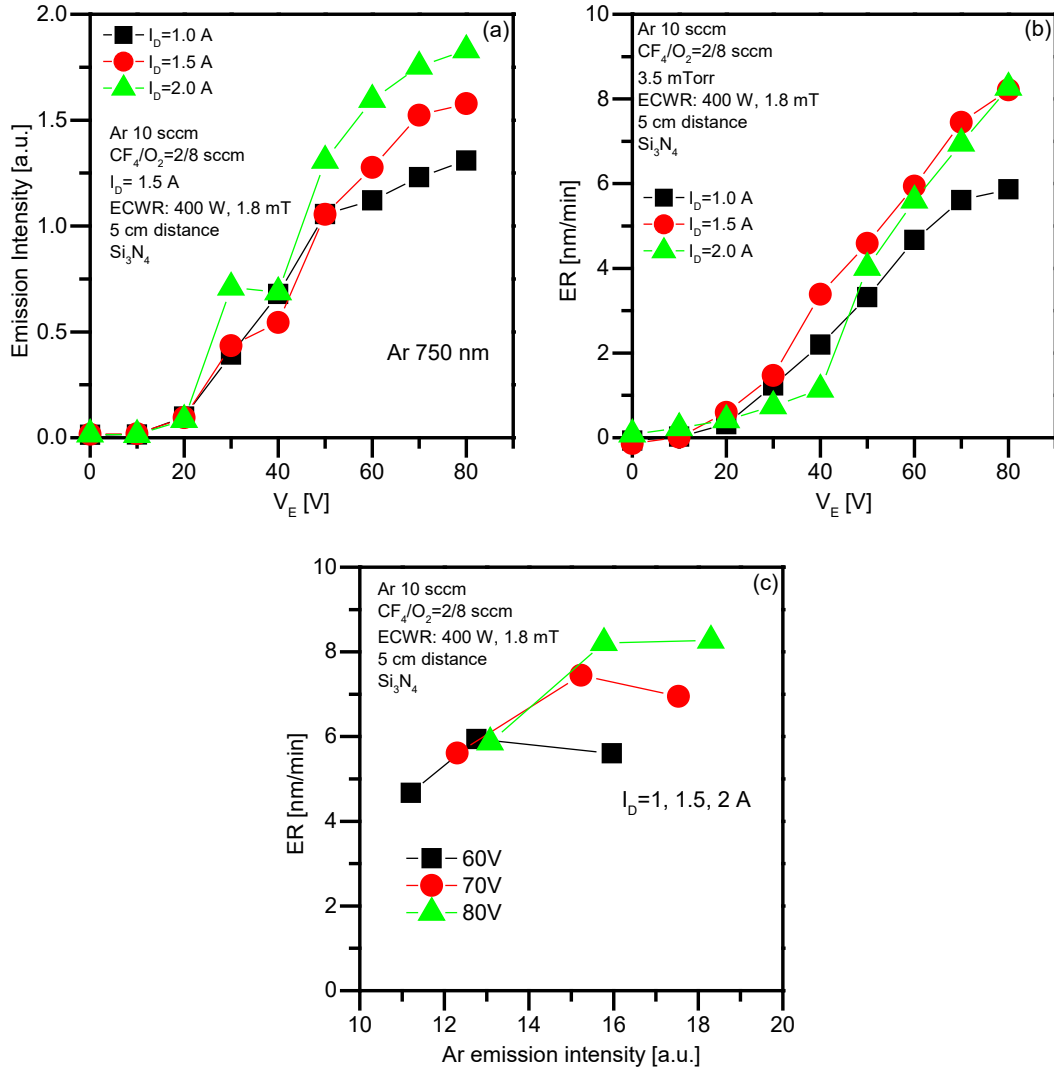 (a)
I_D=1.0 A
I_D=1.5 A
I_D=2.0 A
Ar 10 sccm
CF₄/O₂=2/8 sccm
I_D= 1.5 A
ECWR: 400 W, 1.8 mT
5 cm distance
Si₃N₄
Ar 750 nm
Emission Intensity [a.u.]
2.0
1.5
1.0
0.5
0.0
0 20 40 60 80
V_E [V]
(b)
Ar 10 sccm
CF₄/O₂=2/8 sccm
3.5 mTorr
ECWR: 400 W, 1.8 mT
5 cm distance
Si₃N₄
I_D=1.0 A
I_D=1.5 A
I_D=2.0 A
ER [nm/min]
8
6
4
2
0
0 20 40 60 80
V_E [V]
(c)
Ar 10 sccm
CF₄/O₂=2/8 sccm
ECWR: 400 W, 1.8 mT
5 cm distance
Si₃N₄
I_D=1, 1.5, 2 A
60V
70V
80V
ER [nm/min]
10
8
6
4
2
0
10 12 14 16 18 20
Ar emission intensity [a.u.]